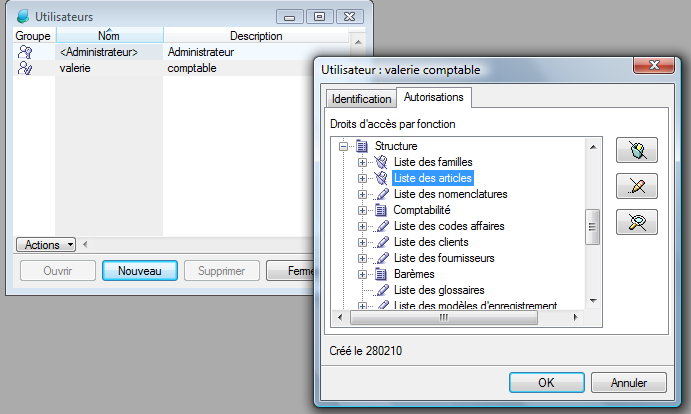 Utilisateurs
Groupe Nom Description
<Administrateur> Administrateur
valerie comptable
Actions
Ouvrir Nouveau Supprimer Ferme
Utilisateur : valerie comptable
Identification Autorisations
Droits d'accès par fonction
Structure
Liste des familles
Liste des articles
Liste des nomenclatures
Comptabilité
Liste des codes affaires
Liste des clients
Liste des fournisseurs
Barèmes
Liste des glossaires
Liste des modèles d'enregistrement
Créé le 280210
OK Annuler